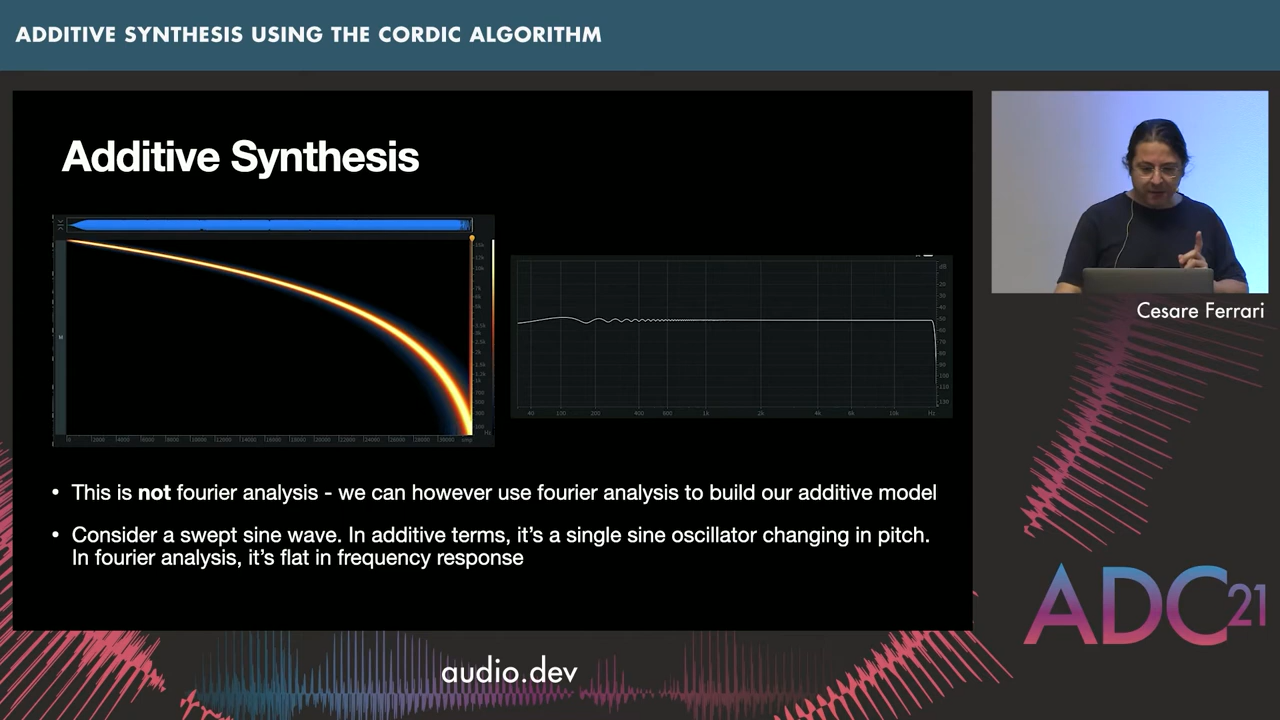 ADDITIVE SYNTHESIS USING THE CORDIC ALGORITHM
Additive Synthesis
Cesare Ferrari
• This is not fourier analysis - we can however use fourier analysis to build our additive model
• Consider a swept sine wave. In additive terms, it's a single sine oscillator changing in pitch.
In fourier analysis, it's flat in frequency response
ADC21
audio.dev